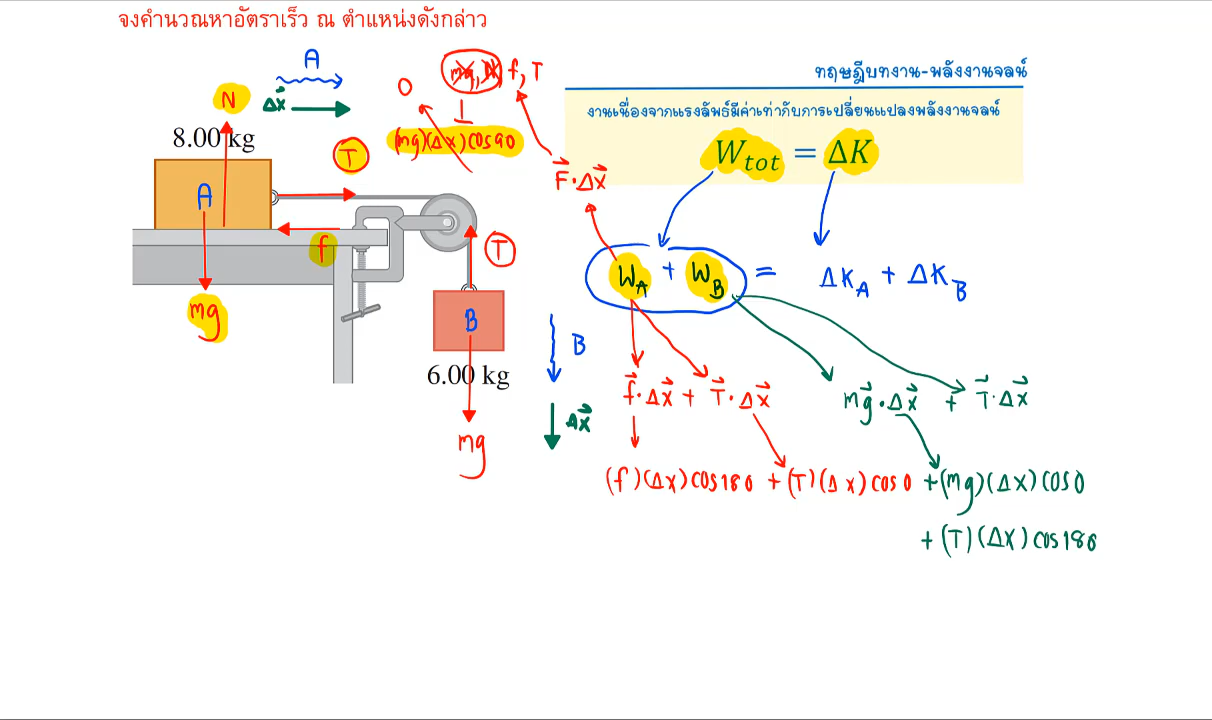 จงคำนวณหาอัตราเร็ว ณ ตำแหน่งดังกล่าว
A
Δx⃗
N
8.00 kg
A
T
f
mg
T
B
6.00 kg
mg
B
Δx⃗
0
mg, N, f, T
(mg)(Δx)cos90
F⃗·Δx⃗
ทฤษฎีบทงาน-พลังงานจลน์
งานเนื่องจากแรงลัพธ์มีค่าเท่ากับการเปลี่ยนแปลงพลังงานจลน์
W_tot = ΔK
W_A + W_B = ΔK_A + ΔK_B
f⃗·Δx⃗ + T⃗·Δx⃗ mg⃗·Δx⃗ + T⃗·Δx⃗
(f)(Δx)cos180 + (T)(Δx)cos0 + (mg)(Δx)cos0
+ (T)(Δx)cos180